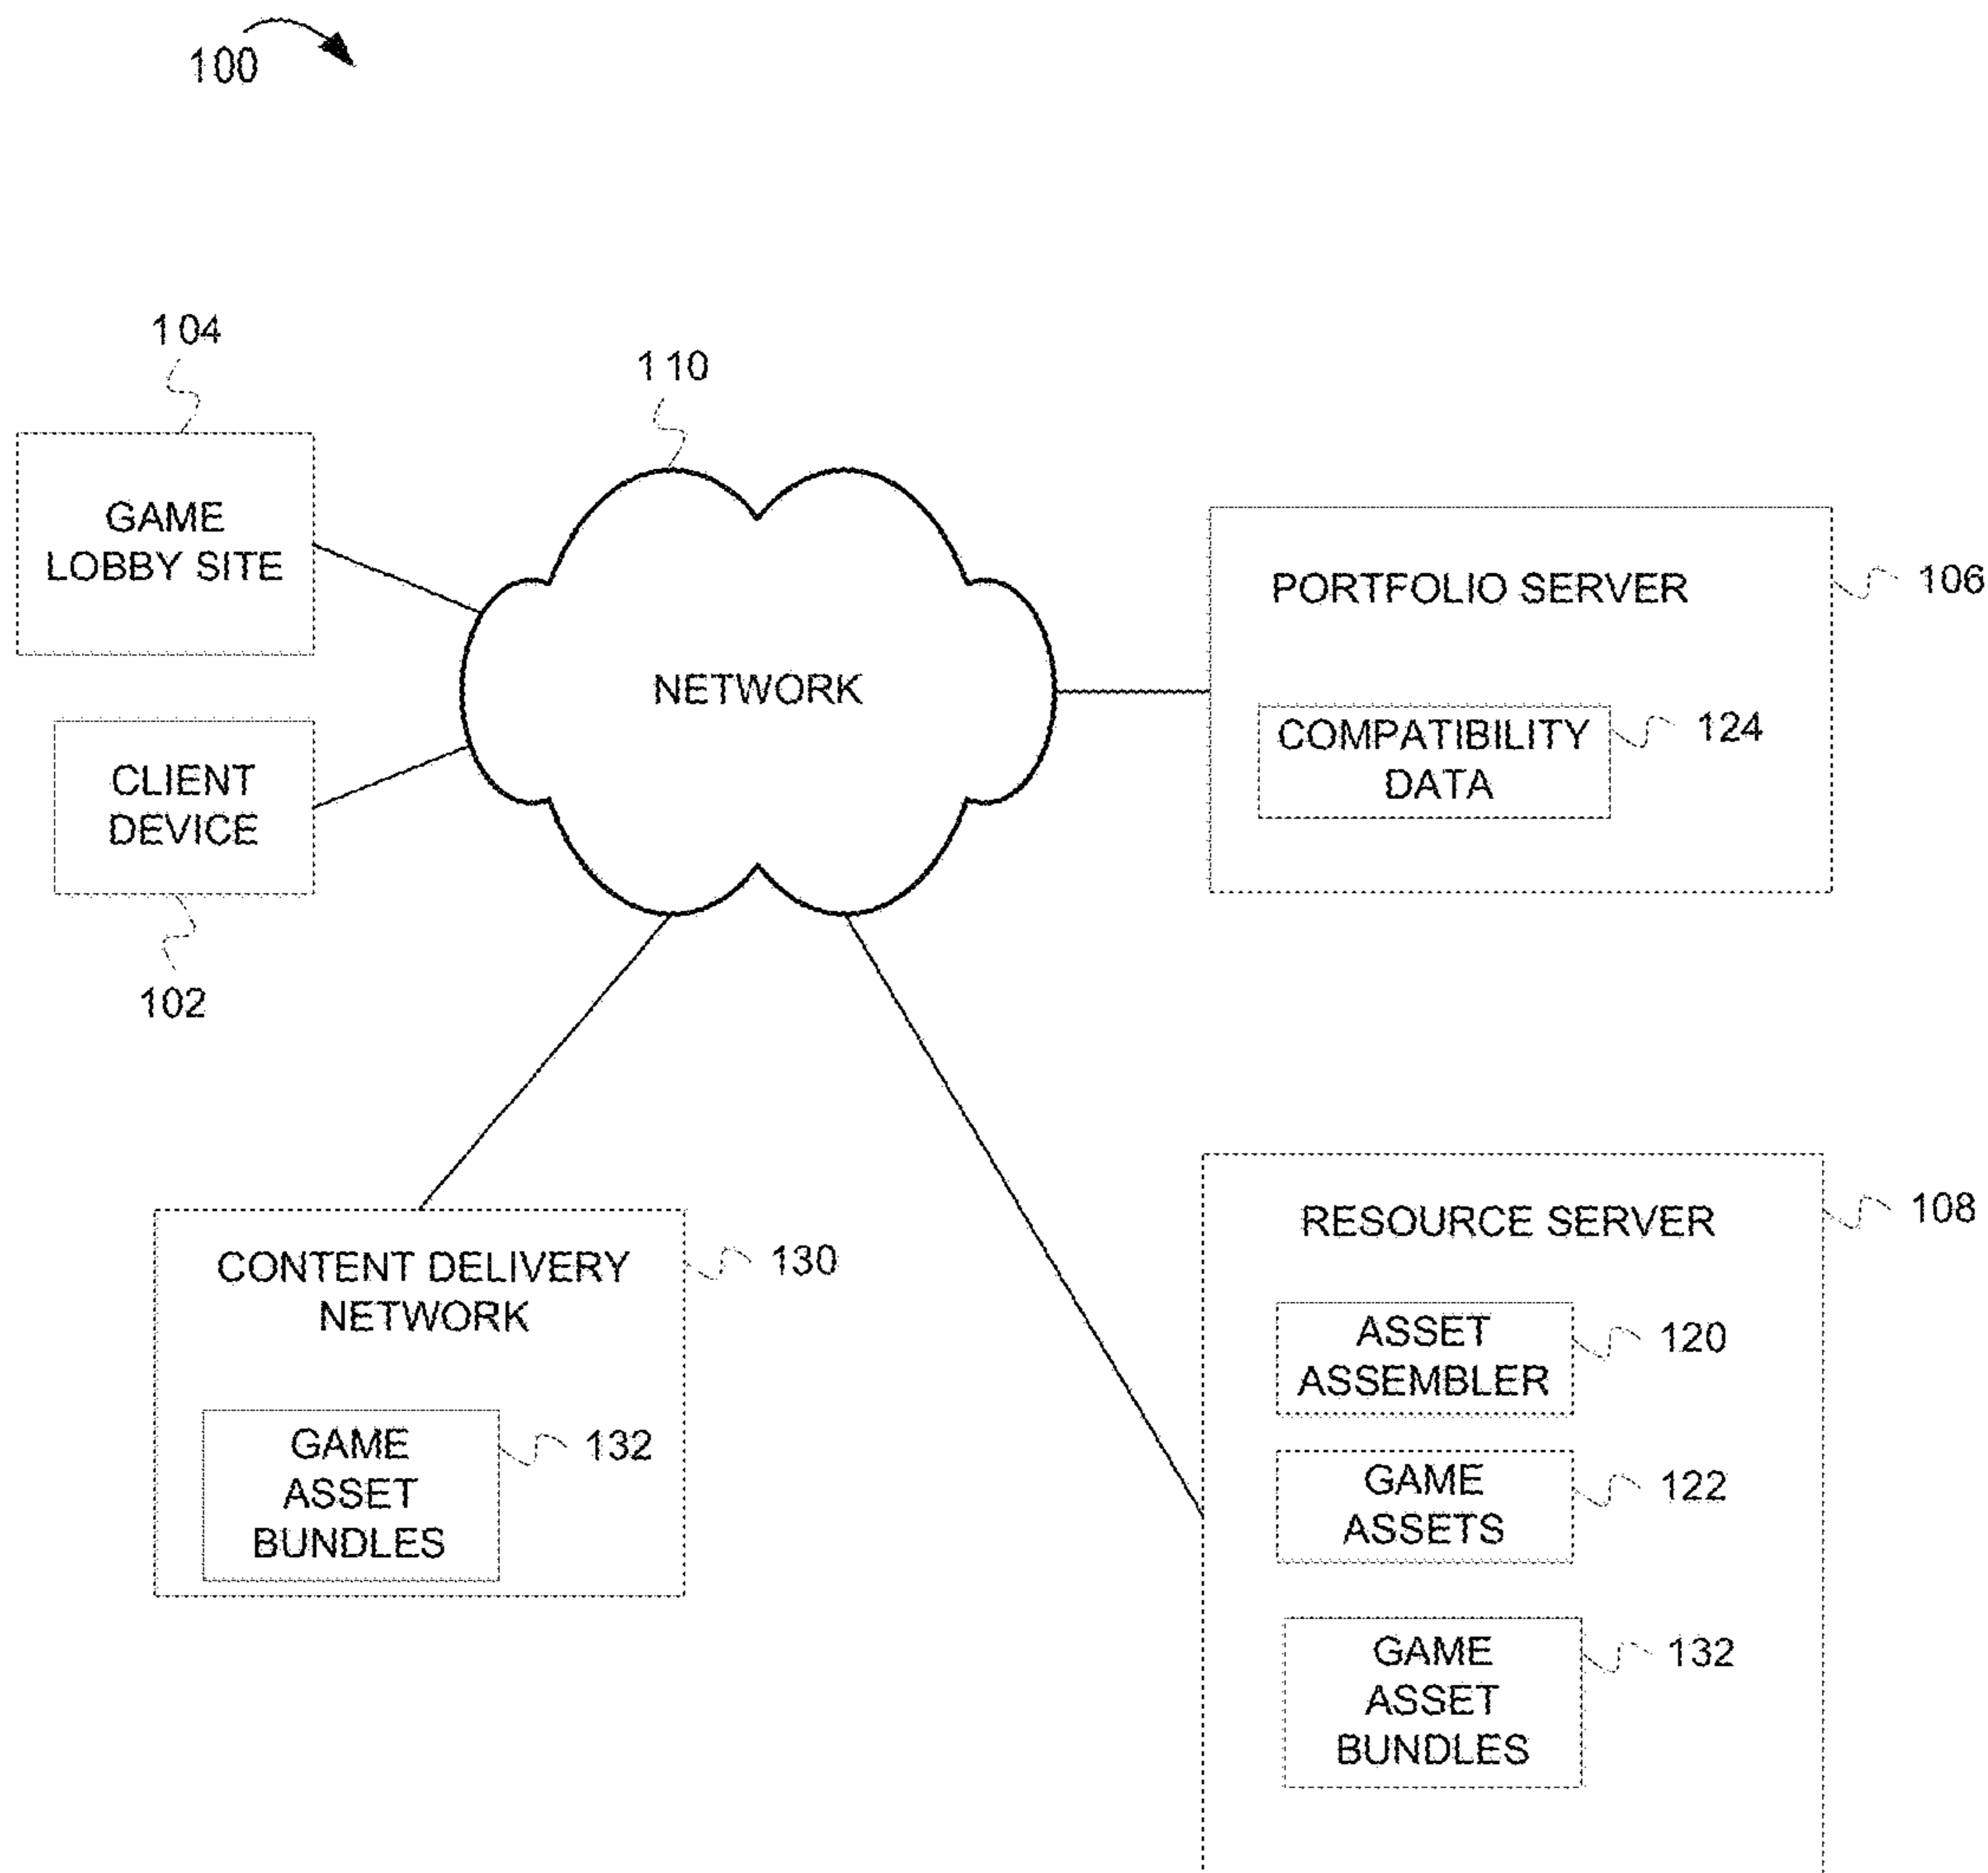 100
104
110
GAME
LOBBY SITE
NETWORK
PORTFOLIO SERVER
106
COMPATIBILITY
DATA
124
CLIENT
DEVICE
102
CONTENT DELIVERY
NETWORK
130
GAME
ASSET
BUNDLES
132
RESOURCE SERVER
108
ASSET
ASSEMBLER
120
GAME
ASSETS
122
GAME
ASSET
BUNDLES
132